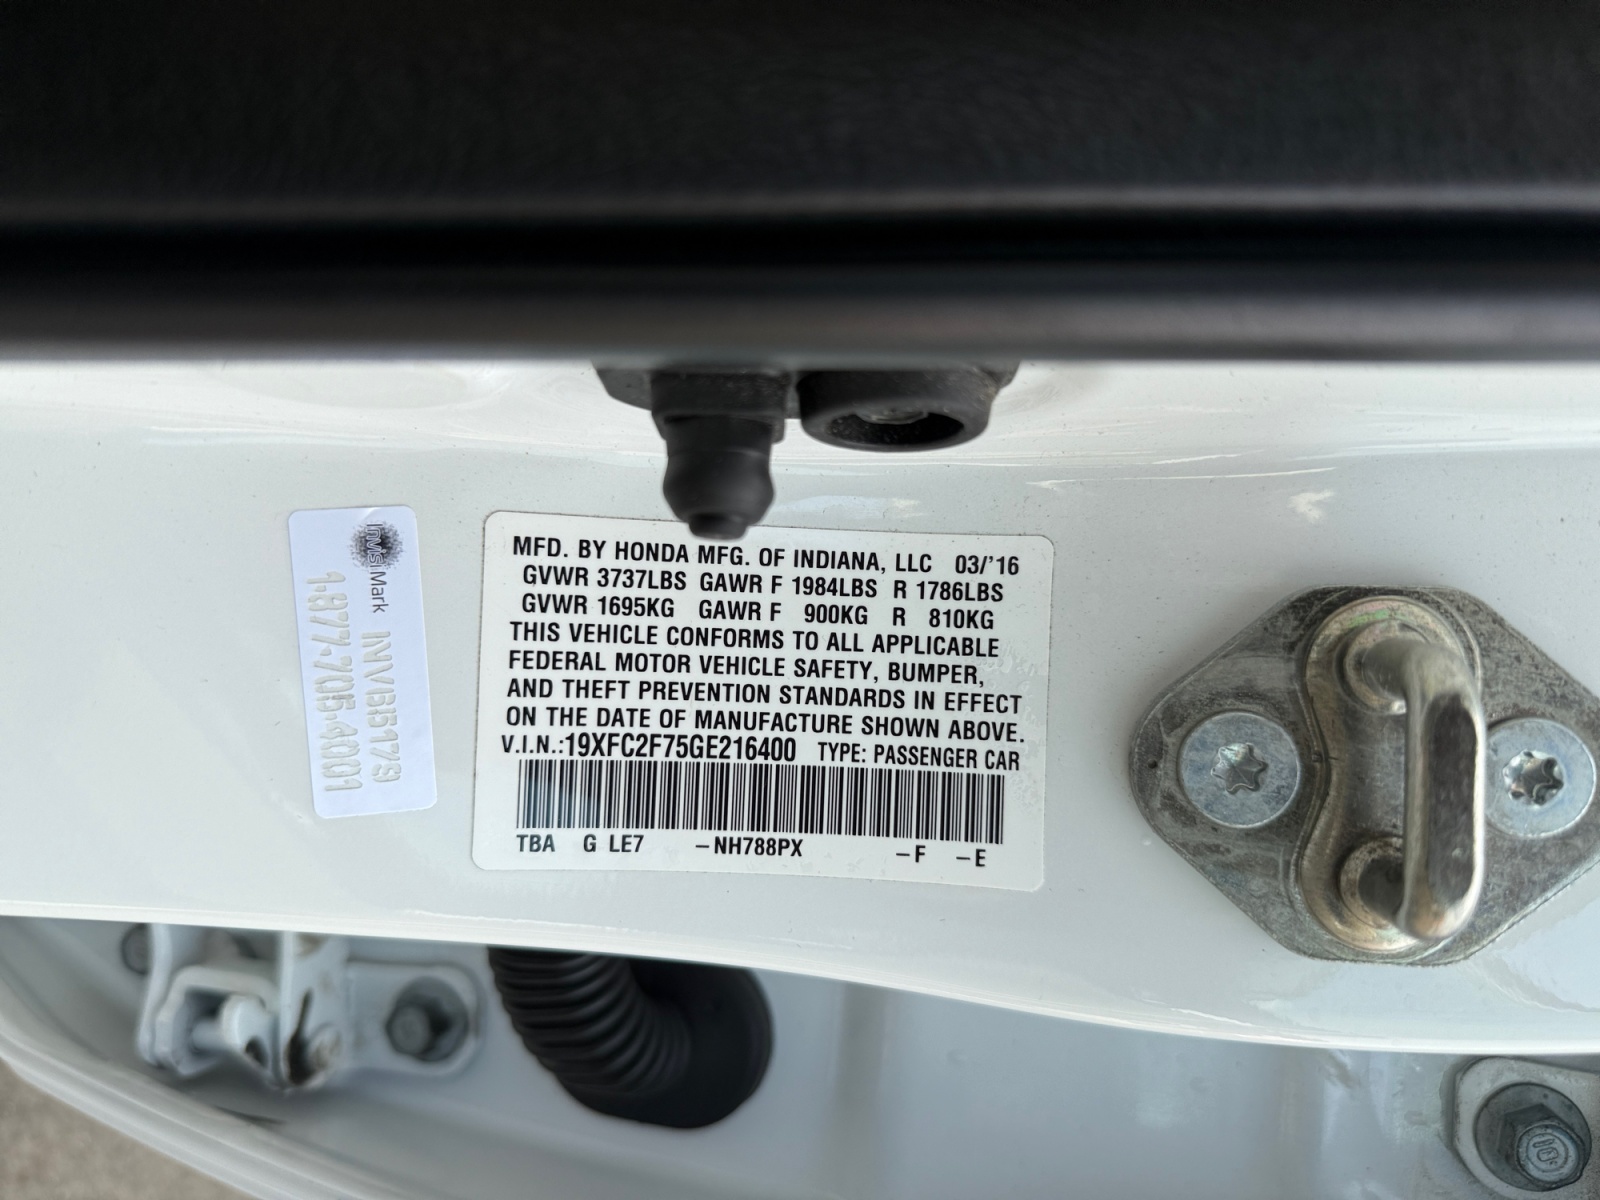 MFD. BY HONDA MFG. OF INDIANA, LLC 03/'16
GVWR 3737LBS GAWR F 1984LBS R 1786LBS
GVWR 1695KG GAWR F 900KG R 810KG
THIS VEHICLE CONFORMS TO ALL APPLICABLE
FEDERAL MOTOR VEHICLE SAFETY, BUMPER,
AND THEFT PREVENTION STANDARDS IN EFFECT
ON THE DATE OF MANUFACTURE SHOWN ABOVE.
V.I.N.:19XFC2F75GE216400 TYPE: PASSENGER CAR
TBA G LE7 –NH788PX –F –E
InVisiMark INVB5179
1-877-705-4001
10